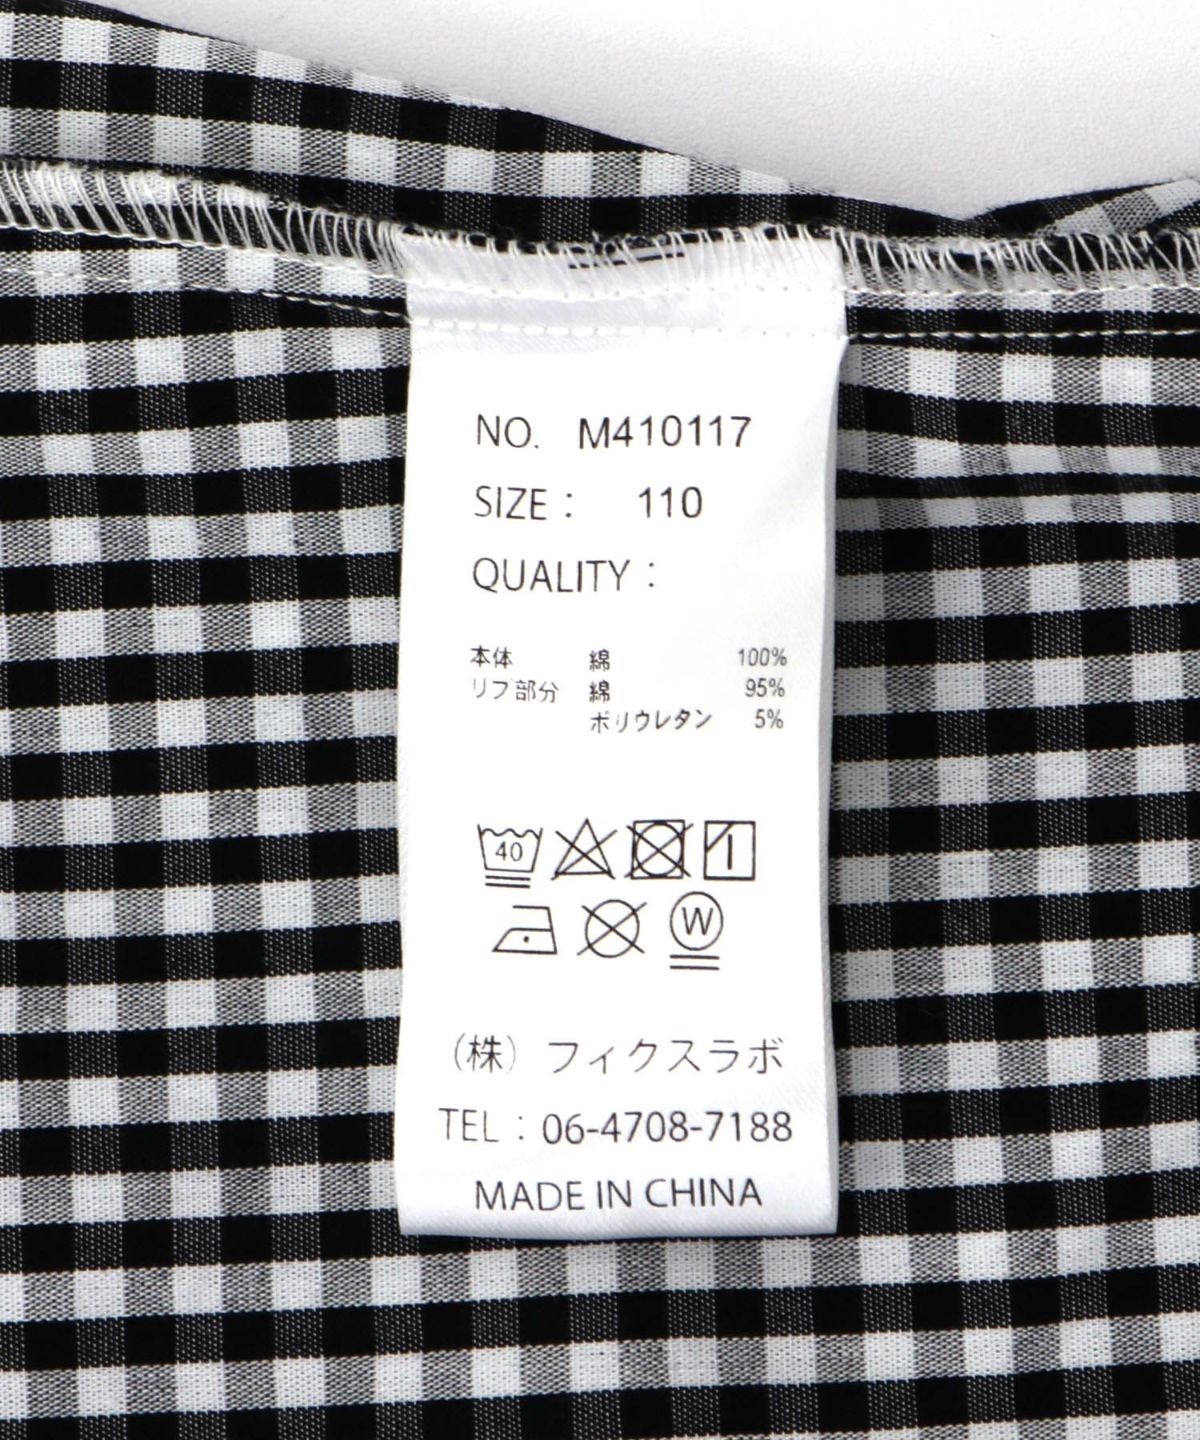 NO. M410117
SIZE : 110
QUALITY :
本体 綿 100%
リブ部分 綿 95%
ポリウレタン 5%
40
W
(株) フィクスラボ
TEL : 06-4708-7188
MADE IN CHINA